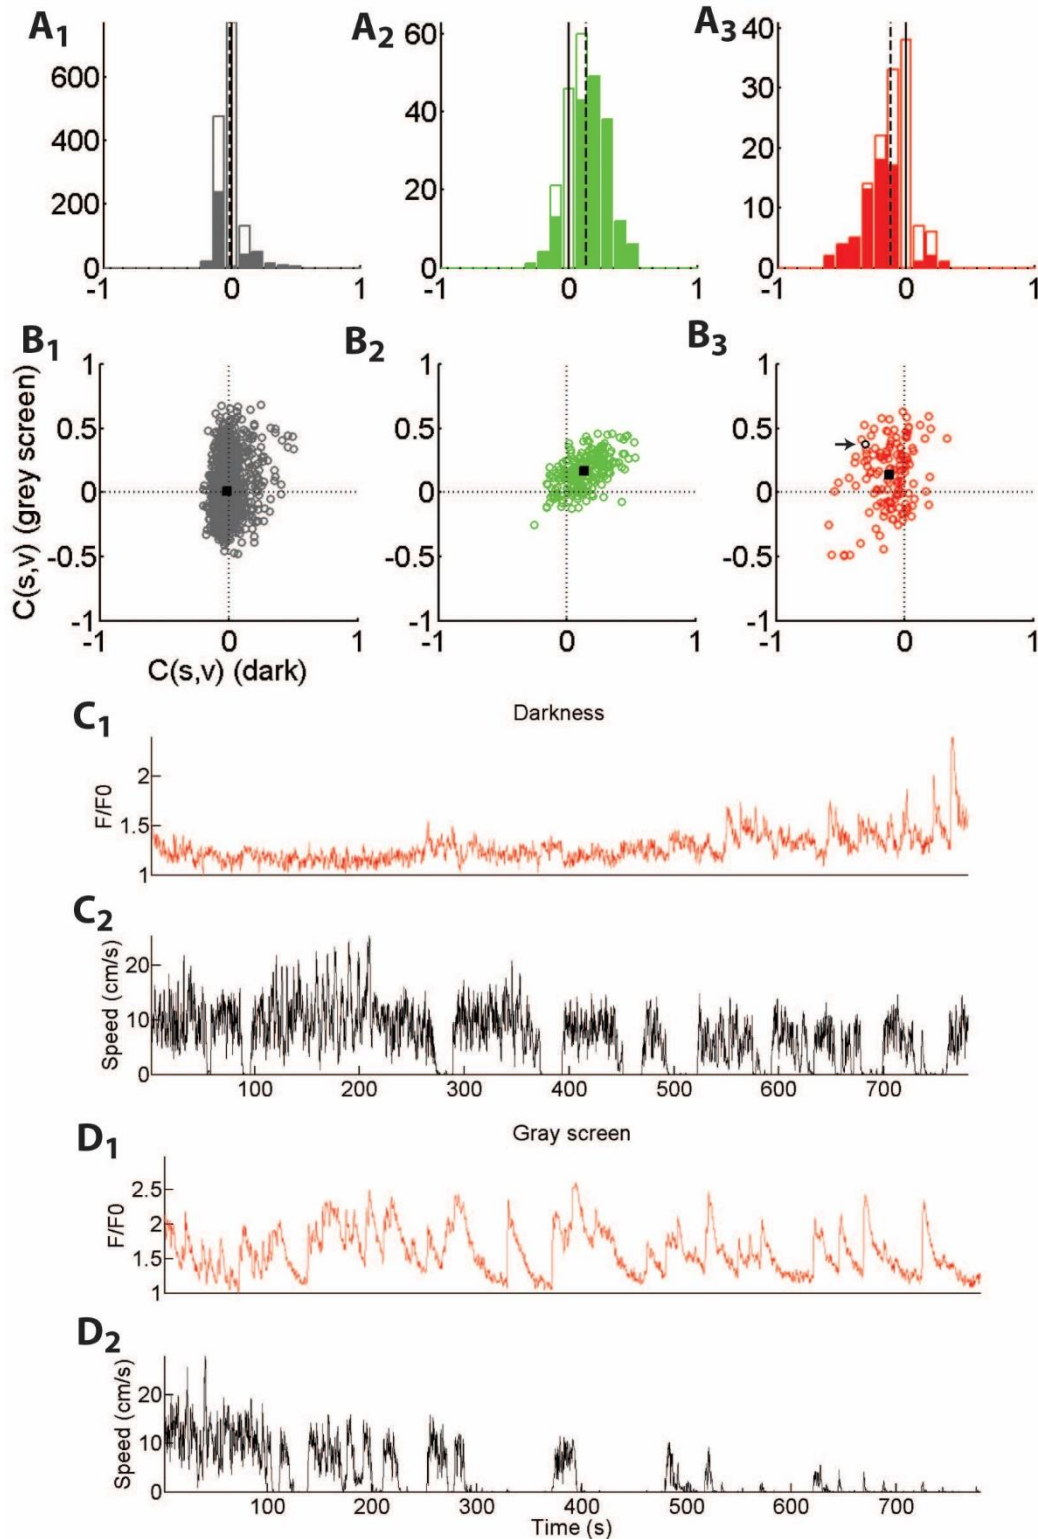 A1
600
400
200
0
-1 0 1
A2
60
40
20
0
-1 0 1
A3
40
30
20
10
0
-1 0 1
B1
C(s,v) (grey screen)
1
0.5
0
-0.5
-1
-1 0 1
C(s,v) (dark)
B2
1
0.5
0
-0.5
-1
-1 0 1
B3
1
0.5
0
-0.5
-1
-1 0 1
C1
Darkness
F/F0
2
1.5
1
C2
Speed (cm/s)
20
10
0
100 200 300 400 500 600 700
D1
Gray screen
F/F0
2.5
2
1.5
1
D2
Speed (cm/s)
20
10
0
100 200 300 400 500 600 700
Time (s)